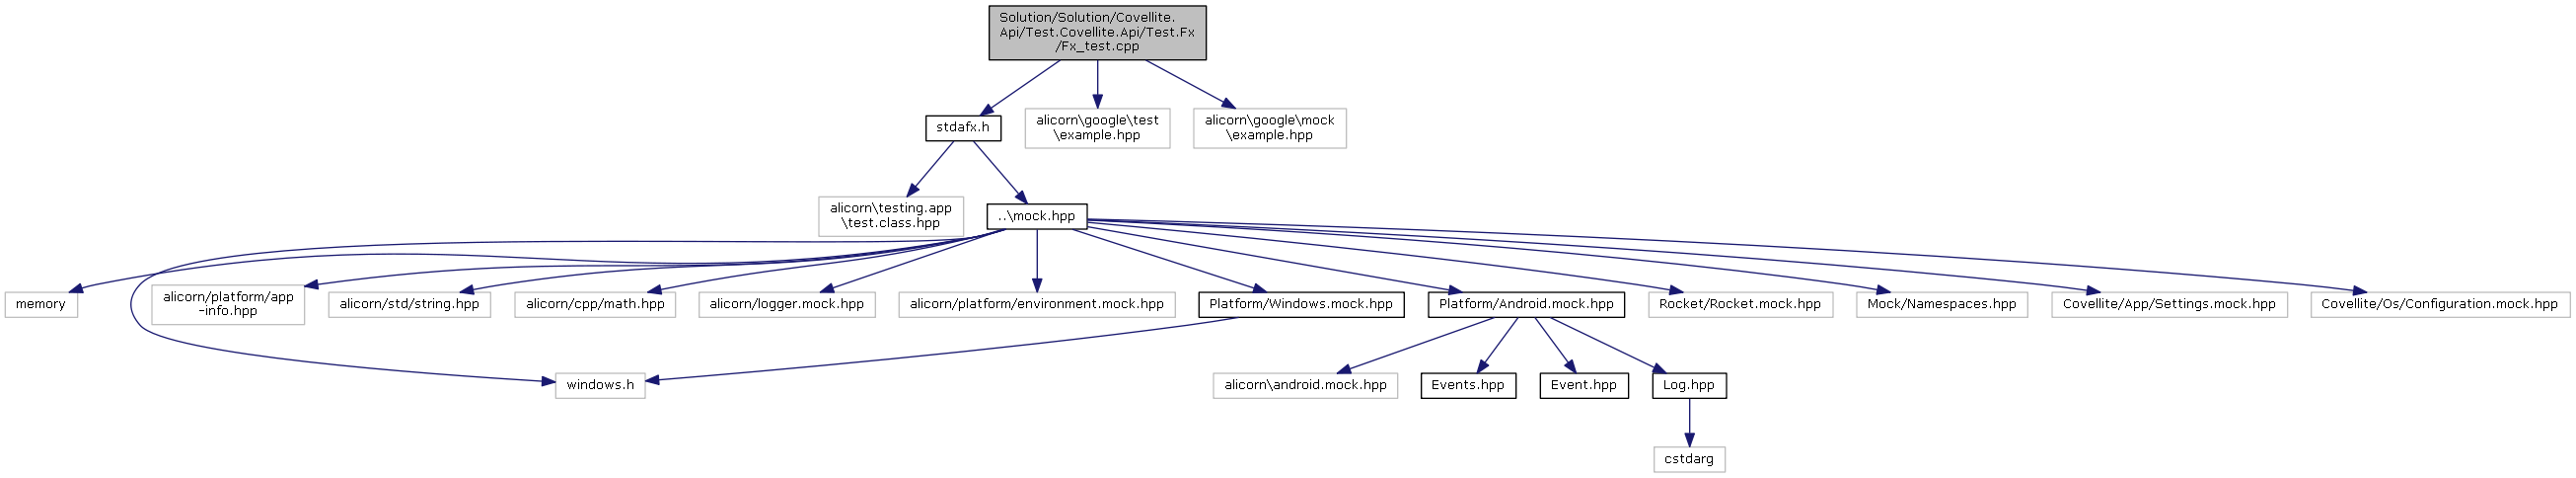 Solution/Solution/Covellite.
Api/Test.Covellite.Api/Test.Fx
/Fx_test.cpp
stdafx.h
alicorn\google\test
\example.hpp
alicorn\google\mock
\example.hpp
alicorn\testing.app
\test.class.hpp
..\mock.hpp
memory
alicorn/platform/app
-info.hpp
alicorn/std/string.hpp
alicorn/cpp/math.hpp
alicorn/logger.mock.hpp
alicorn/platform/environment.mock.hpp
Platform/Windows.mock.hpp
Platform/Android.mock.hpp
Rocket/Rocket.mock.hpp
Mock/Namespaces.hpp
Covellite/App/Settings.mock.hpp
Covellite/Os/Configuration.mock.hpp
windows.h
alicorn\android.mock.hpp
Events.hpp
Event.hpp
Log.hpp
cstdarg